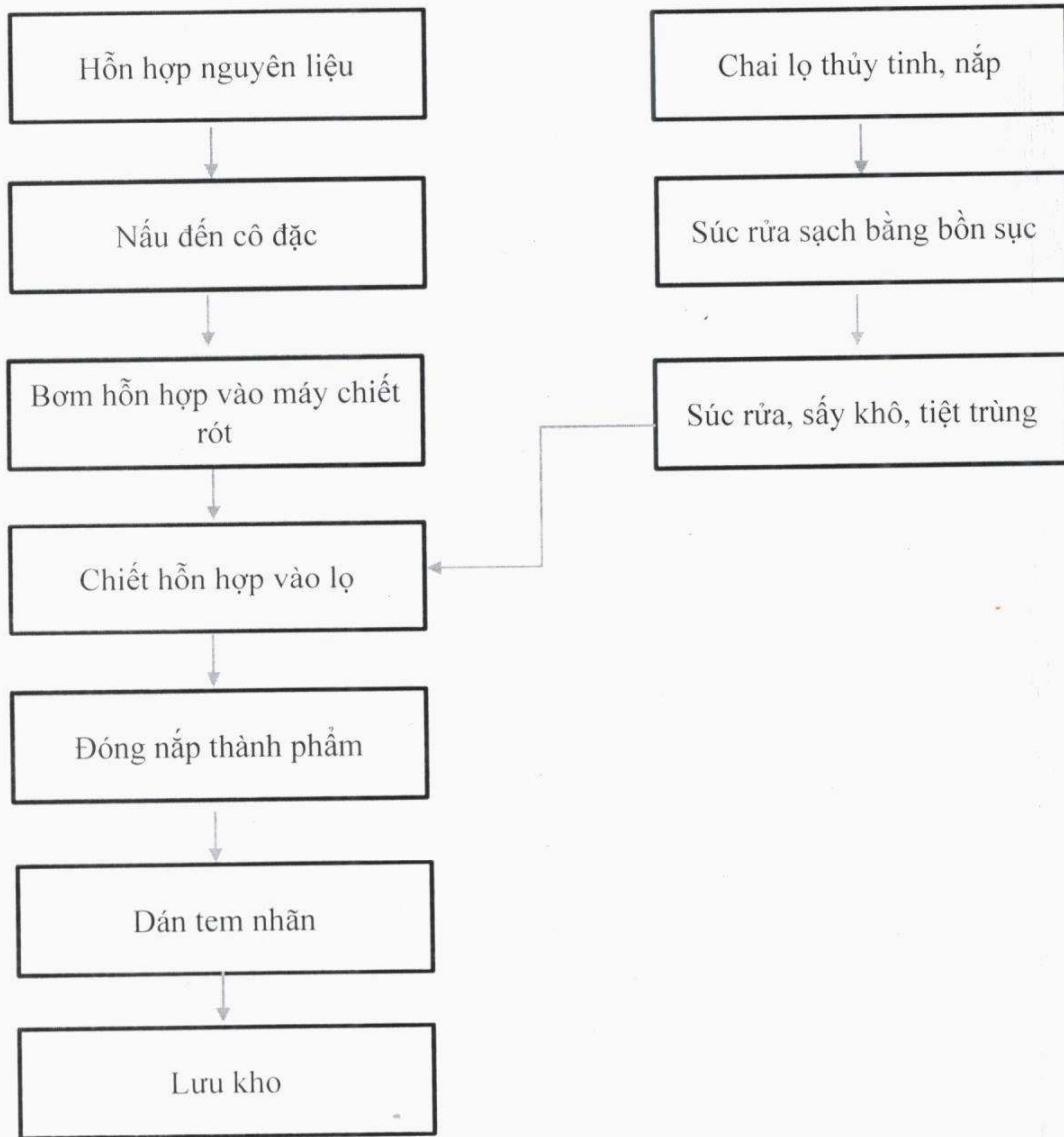 Hỗn hợp nguyên liệu
Nấu đến cô đặc
Bơm hỗn hợp vào máy chiết
rót
Chiết hỗn hợp vào lọ
Đóng nắp thành phẩm
Dán tem nhãn
Lưu kho
Chai lọ thủy tinh, nắp
Súc rửa sạch bằng bồn sục
Súc rửa, sấy khô, tiệt trùng